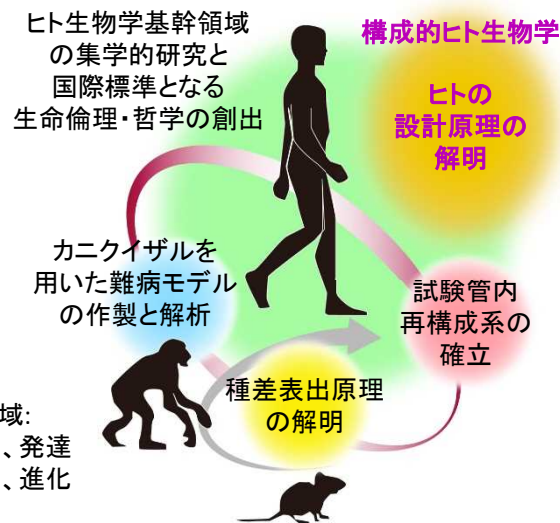 ヒト生物学基幹領域
の集学的研究と
国際標準となる
生命倫理・哲学の創出
構成的ヒト生物学
ヒトの
設計原理の
解明
カニクイザルを
用いた難病モデル
の作製と解析
試験管内
再構成系の
確立
種差表出原理
の解明
域:
、発達
、進化